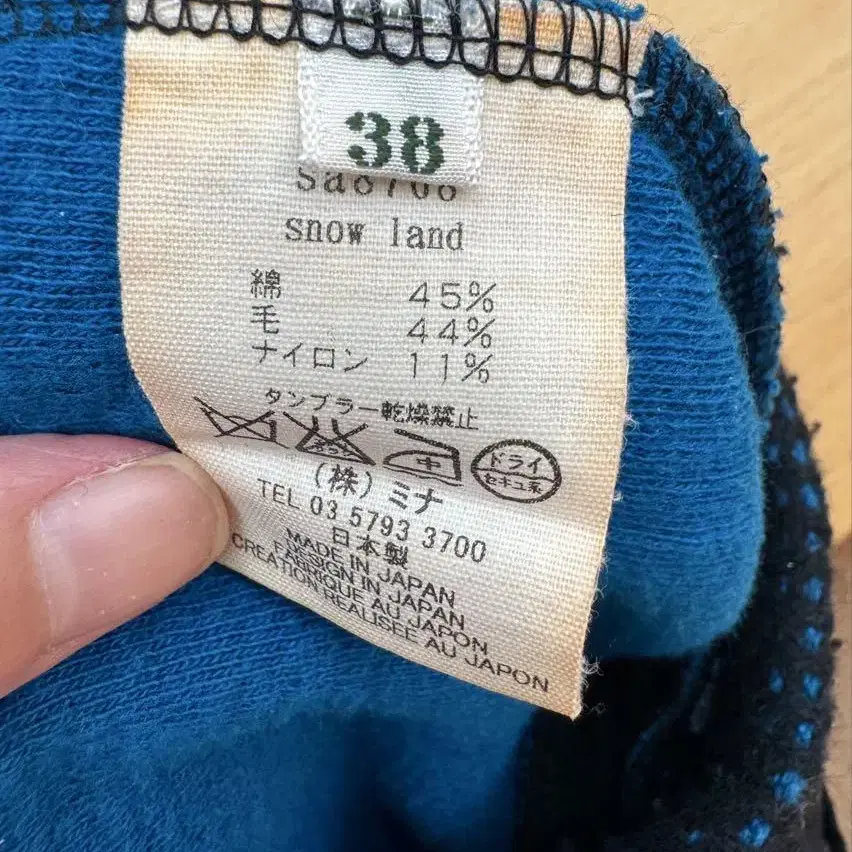 38
snow land
綿 45%
毛 44%
ナイロン 11%
タンブラー乾燥禁止
中
ドライ
セキユ系
(株)ミナ
TEL 03 5793 3700
日本製
MADE IN JAPAN
DESIGN IN JAPAN
FABRIQUE AU JAPON
CREATION REALISEE AU JAPON